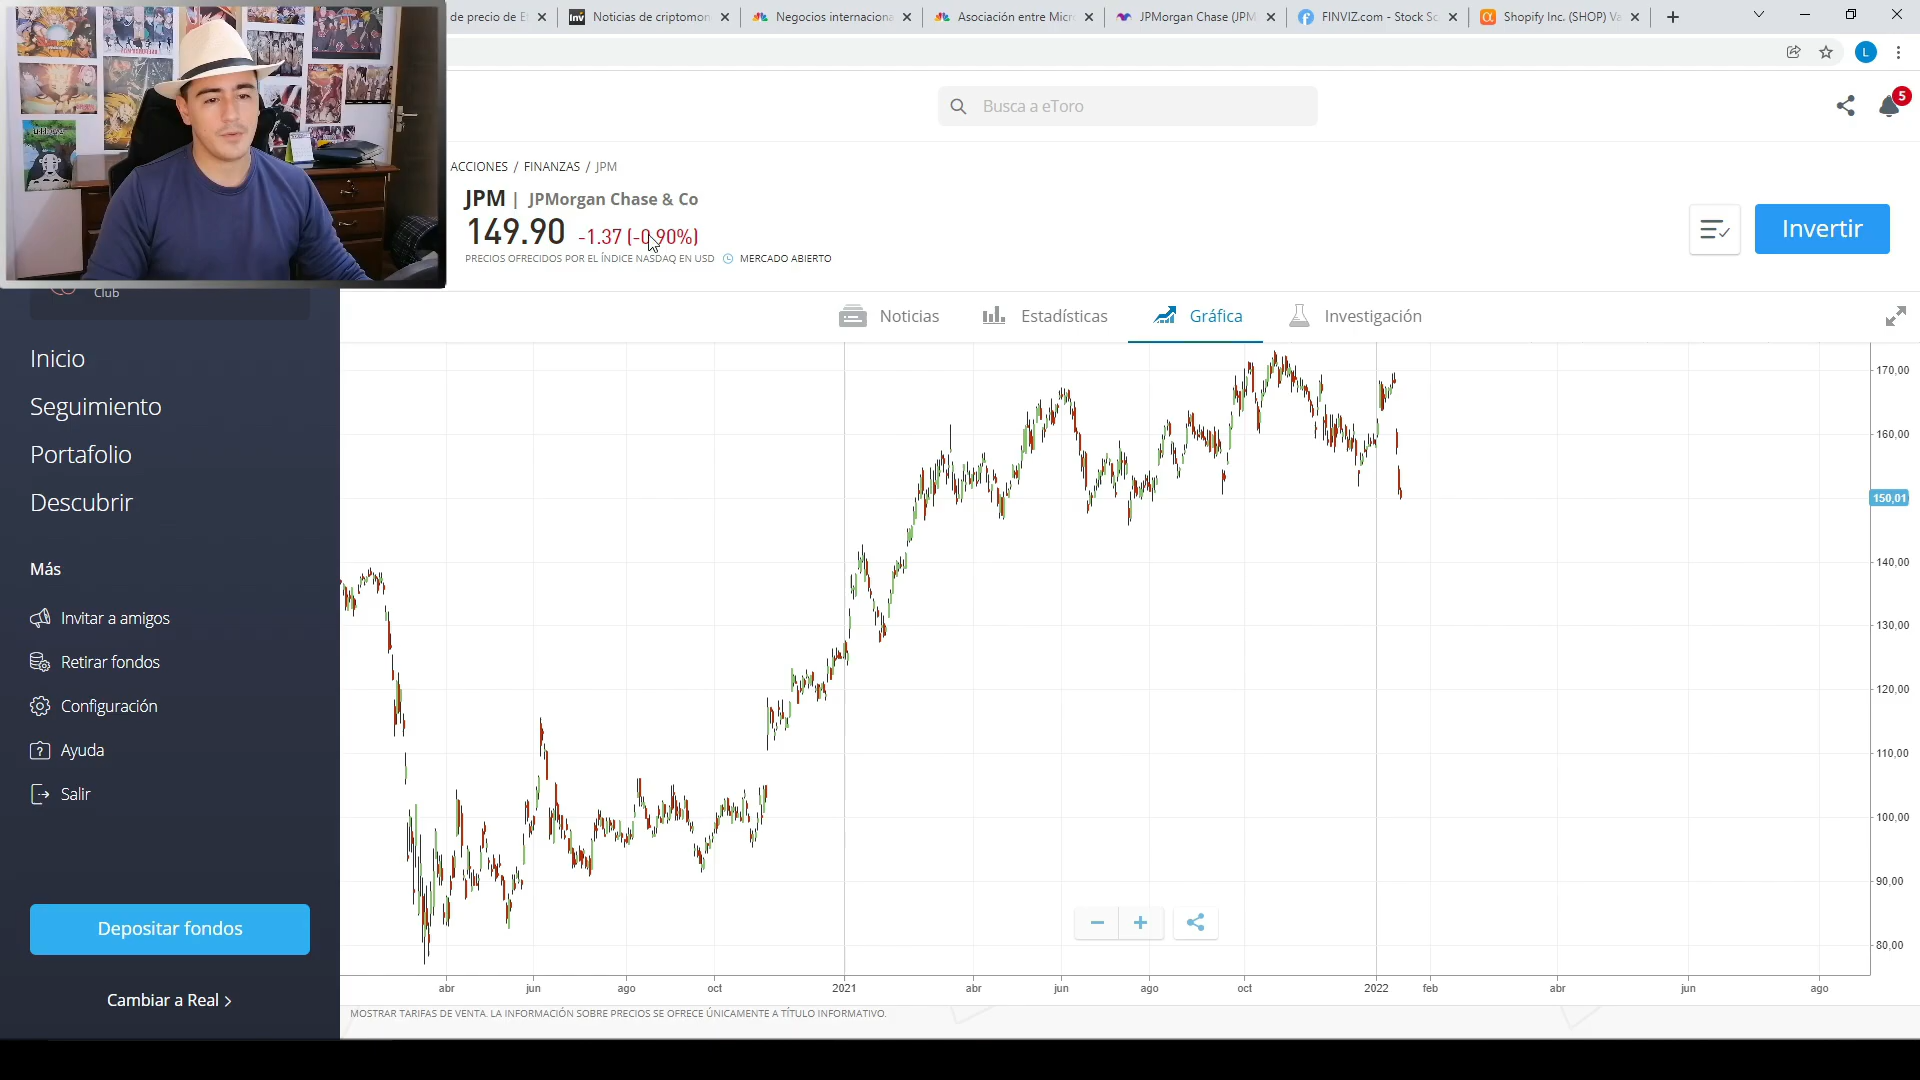 de precio de E
Noticias de criptomon
Negocios internaciona
Asociación entre Micr
JPMorgan Chase (JPM
FINVIZ.com - Stock Sc
Shopify Inc. (SHOP) Va
L
Busca a eToro
5
ACCIONES / FINANZAS / JPM
JPM | JPMorgan Chase & Co
149.90 -1.37 (-0.90%)
PRECIOS OFRECIDOS POR EL ÍNDICE NASDAQ EN USD MERCADO ABIERTO
Invertir
Club
Noticias
Estadísticas
Gráfica
Investigación
Inicio
Seguimiento
Portafolio
Descubrir
Más
Invitar a amigos
Retirar fondos
Configuración
Ayuda
Salir
Depositar fondos
Cambiar a Real >
170,00
160,00
150,01
140,00
130,00
120,00
110,00
100,00
90,00
80,00
abr jun ago oct 2021 abr jun ago oct 2022 feb abr jun ago
MOSTRAR TARIFAS DE VENTA. LA INFORMACIÓN SOBRE PRECIOS SE OFRECE ÚNICAMENTE A TÍTULO INFORMATIVO.